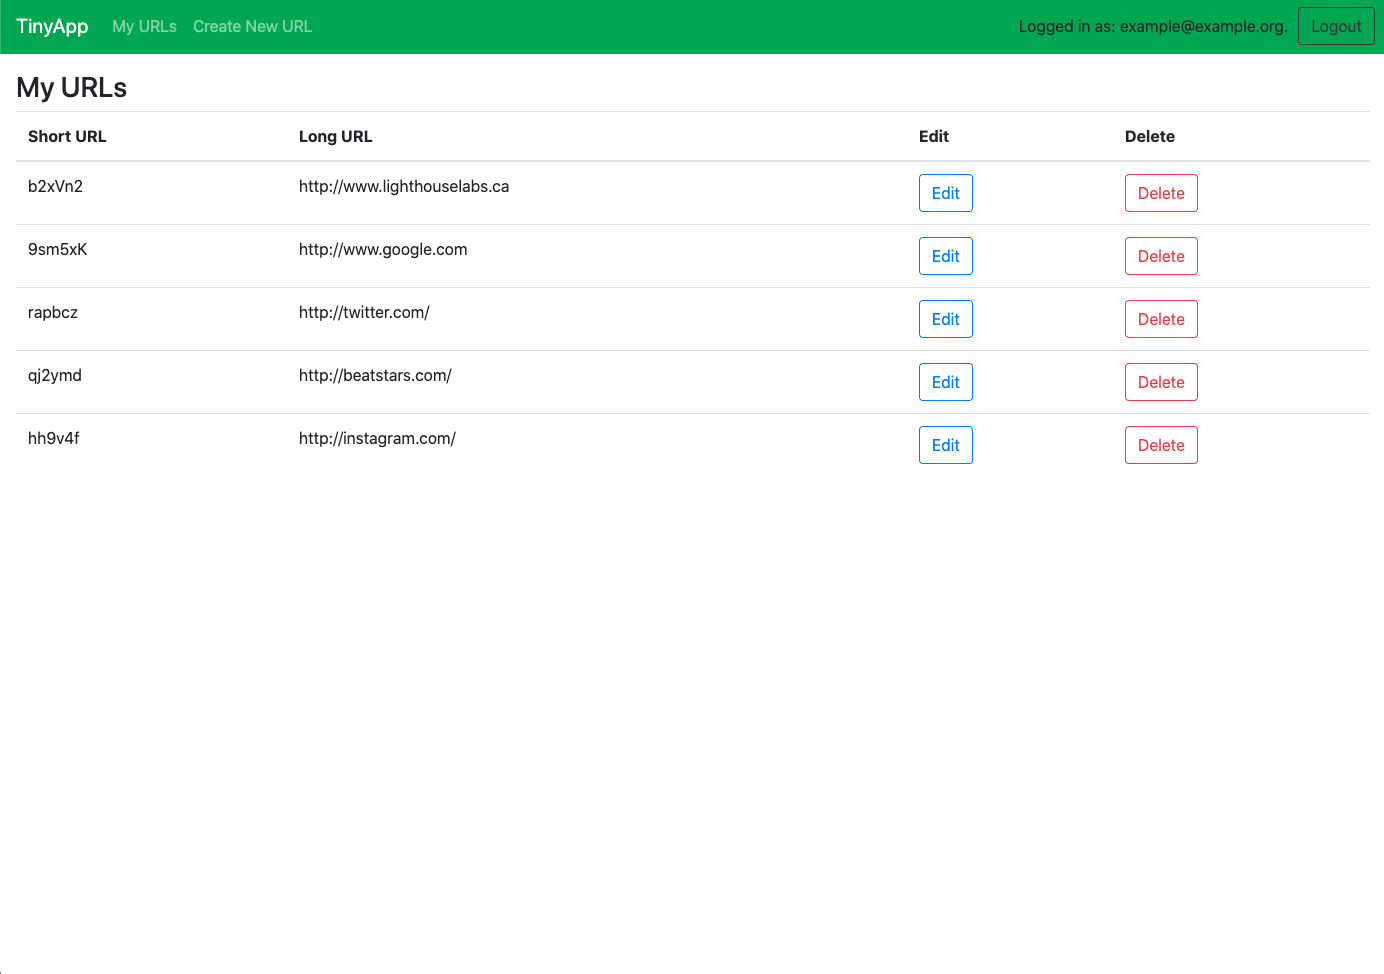 TinyApp My URLs Create New URL Logged in as: example@example.org. Logout
My URLs
Short URL Long URL Edit Delete
b2xVn2 http://www.lighthouselabs.ca Edit Delete
9sm5xK http://www.google.com Edit Delete
rapbcz http://twitter.com/ Edit Delete
qj2ymd http://beatstars.com/ Edit Delete
hh9v4f http://instagram.com/ Edit Delete